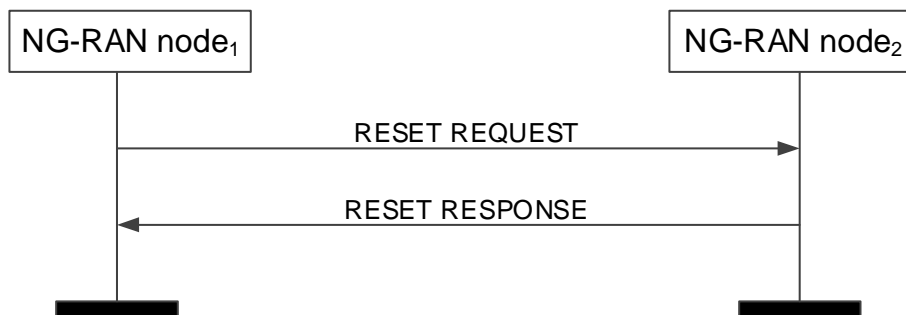 NG-RAN node₁
NG-RAN node₂
RESET REQUEST
RESET RESPONSE